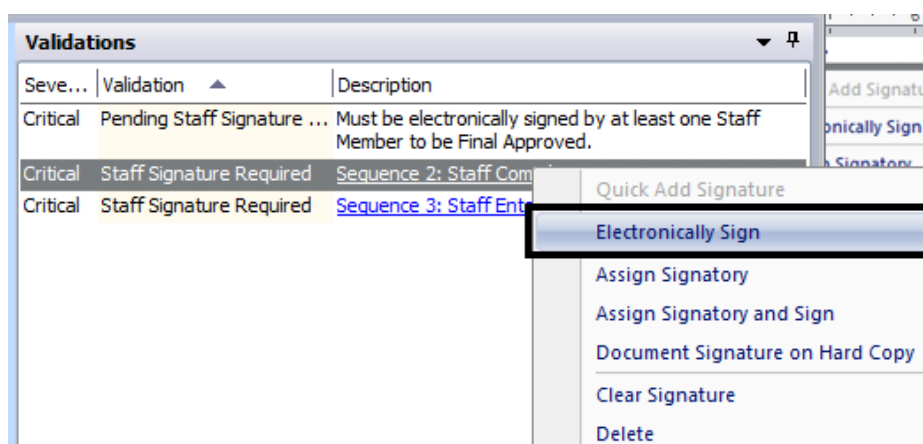 6
Validations
Seve... Validation Description
Add Signatu
Critical Pending Staff Signature ... Must be electronically signed by at least one Staff
Member to be Final Approved.
onically Sign
Signatory
Critical Staff Signature Required Sequence 2: Staff
Critical Staff Signature Required Sequence 3: Staff
Quick Add Signature
Electronically Sign
Assign Signatory
Assign Signatory and Sign
Document Signature on Hard Copy
Clear Signature
Delete